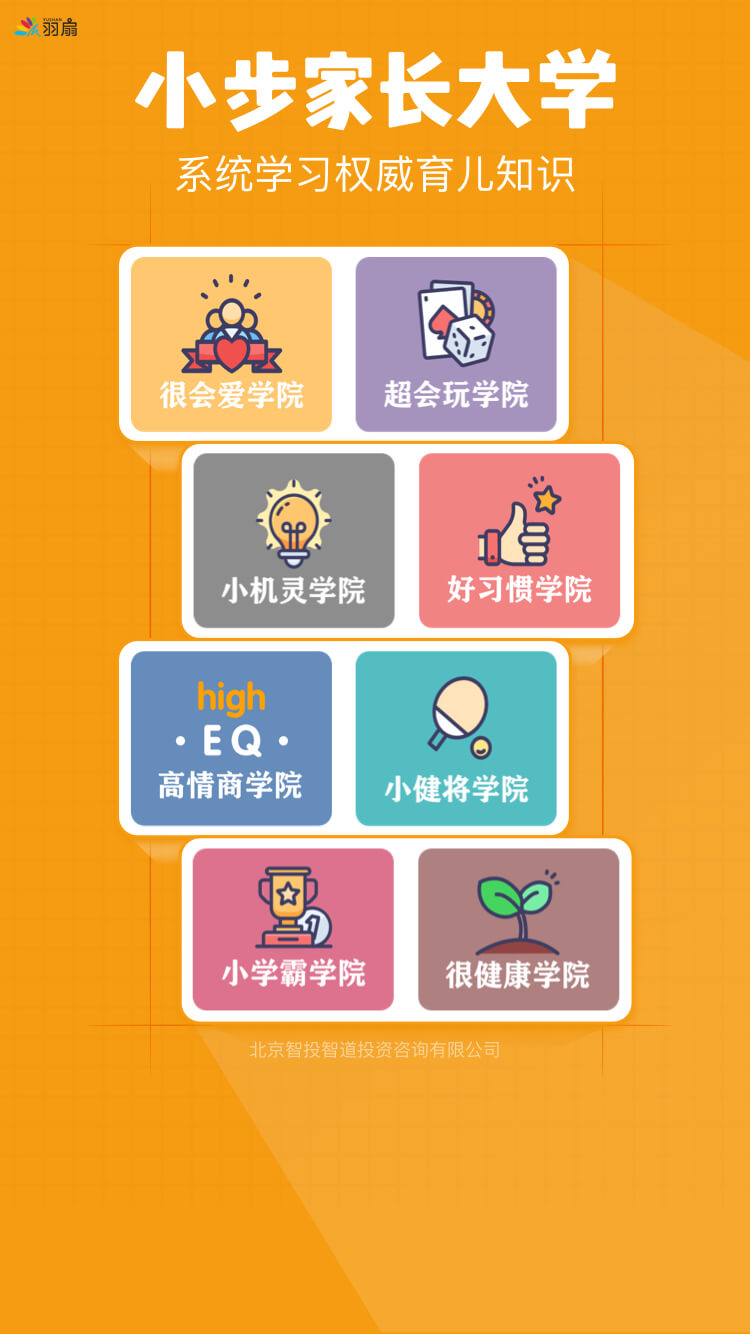 YUSHAN
羽扇
小步家长大学
系统学习权威育儿知识
很会爱学院
超会玩学院
小机灵学院
好习惯学院
high
·EQ·
高情商学院
小健将学院
1
小学霸学院
很健康学院
北京智投智道投资咨询有限公司